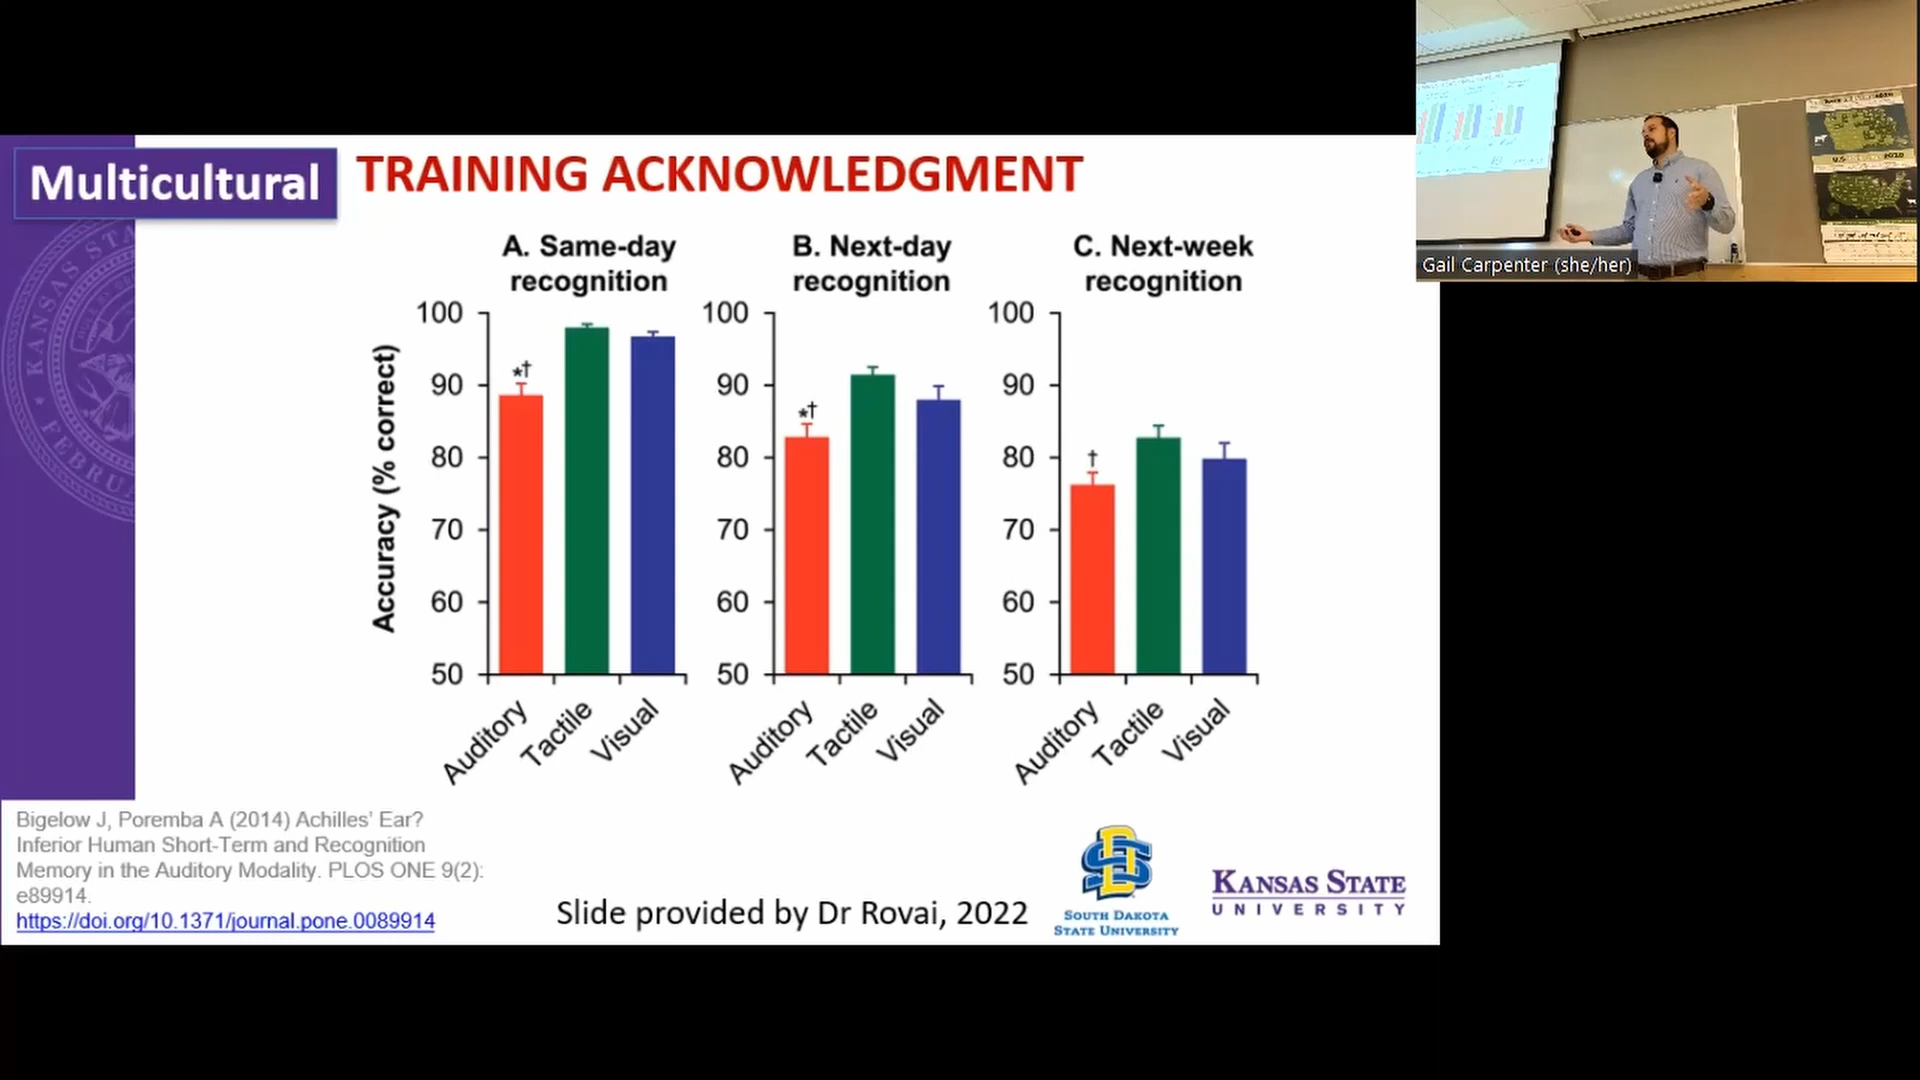 Multicultural
TRAINING ACKNOWLEDGMENT
A. Same-day
recognition
B. Next-day
recognition
C. Next-week
recognition
Accuracy (% correct)
100
90
80
70
60
50
*†
Auditory
Tactile
Visual
100
90
80
70
60
50
*†
Auditory
Tactile
Visual
100
90
80
70
60
50
†
Auditory
Tactile
Visual
KANSAS STA
FEBRUA
Bigelow J, Poremba A (2014) Achilles’ Ear?
Inferior Human Short-Term and Recognition
Memory in the Auditory Modality. PLOS ONE 9(2):
e89914.
https://doi.org/10.1371/journal.pone.0089914
Slide provided by Dr Rovai, 2022
SOUTH DAKOTA
STATE UNIVERSITY
KANSAS STATE
UNIVERSITY
Gail Carpenter (she/her)